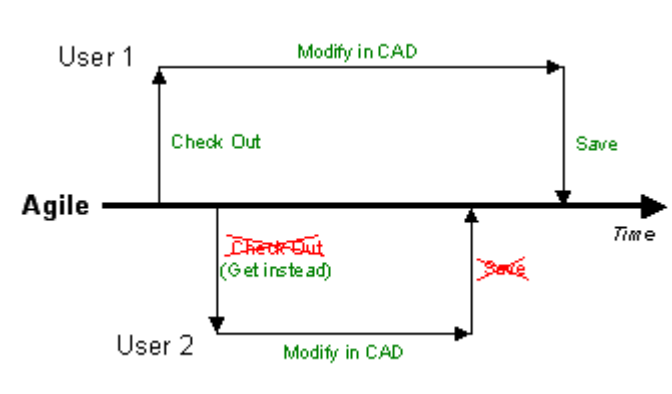 User 1
Modify in CAD
Check Out
Save
Agile
Time
Check Out
(Get instead)
Save
User 2
Modify in CAD